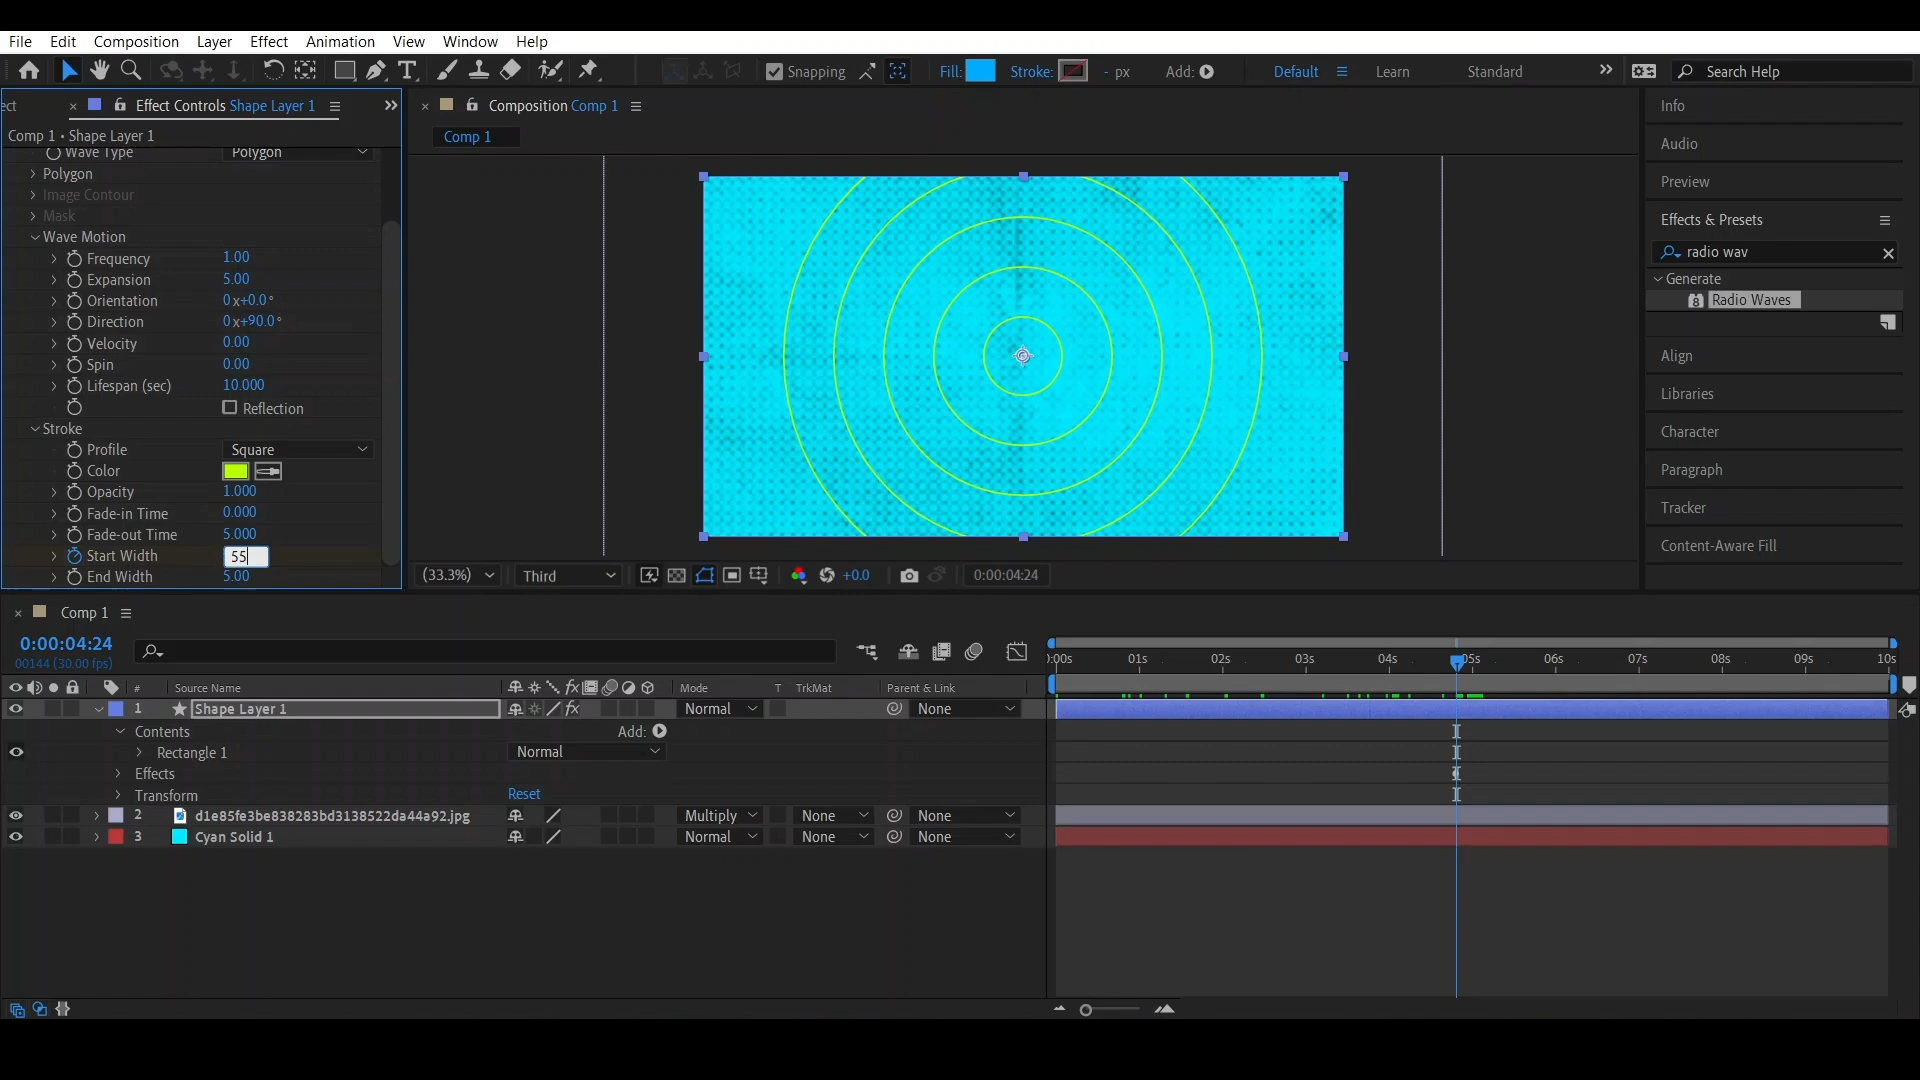 File Edit Composition Layer Effect Animation View Window Help
Snapping Fill: Stroke: - px Add: Default Learn Standard Search Help
ect Effect Controls Shape Layer 1
Comp 1 • Shape Layer 1
Wave Type Polygon
Polygon
Image Contour
Mask
Wave Motion
Frequency 1.00
Expansion 5.00
Orientation 0 x+0.0°
Direction 0 x+90.0°
Velocity 0.00
Spin 0.00
Lifespan (sec) 10.000
Reflection
Stroke
Profile Square
Color
Opacity 1.000
Fade-in Time 0.000
Fade-out Time 5.000
Start Width 55
End Width 5.00
Composition Comp 1
Comp 1
(33.3%) Third +0.0 0:00:04:24
Info
Audio
Preview
Effects & Presets
radio wav
Generate
8 Radio Waves
Align
Libraries
Character
Paragraph
Tracker
Content-Aware Fill
Comp 1
0:00:04:24
00144 (30.00 fps)
# Source Name fx Mode T TrkMat Parent & Link
1 Shape Layer 1 fx Normal None
Contents Add:
Rectangle 1 Normal
Effects
Transform Reset
2 d1e85fe3be838283bd3138522da44a92.jpg Multiply None None
3 Cyan Solid 1 Normal None None
):00s 01s 02s 03s 04s 05s 06s 07s 08s 09s 10s